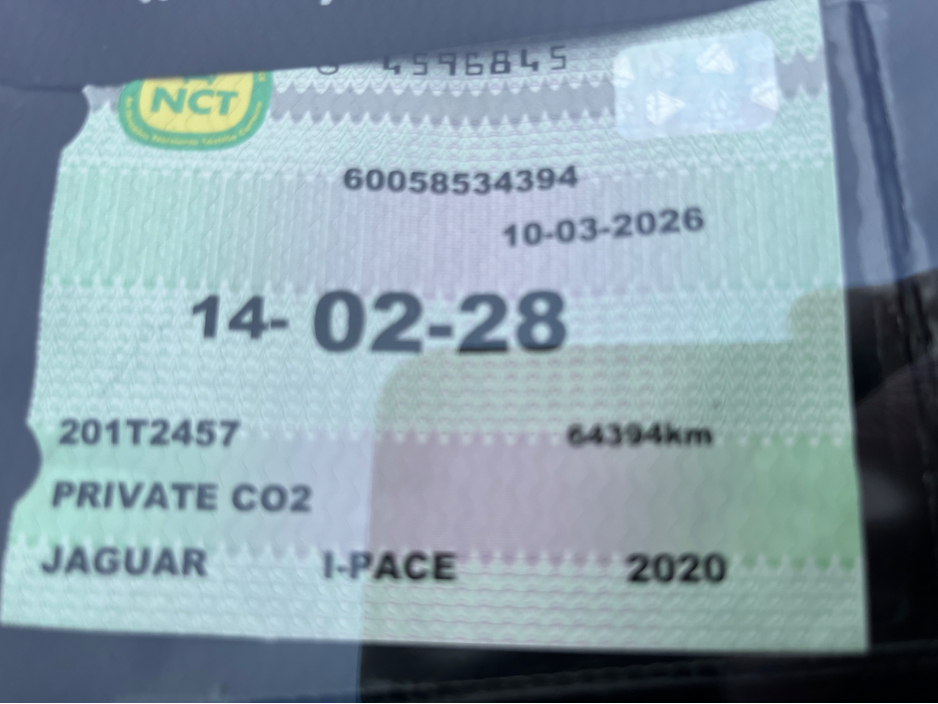 4596845
NCT
60058534394
10-03-2026
14- 02-28
201T2457 64394km
PRIVATE CO2
JAGUAR I-PACE 2020